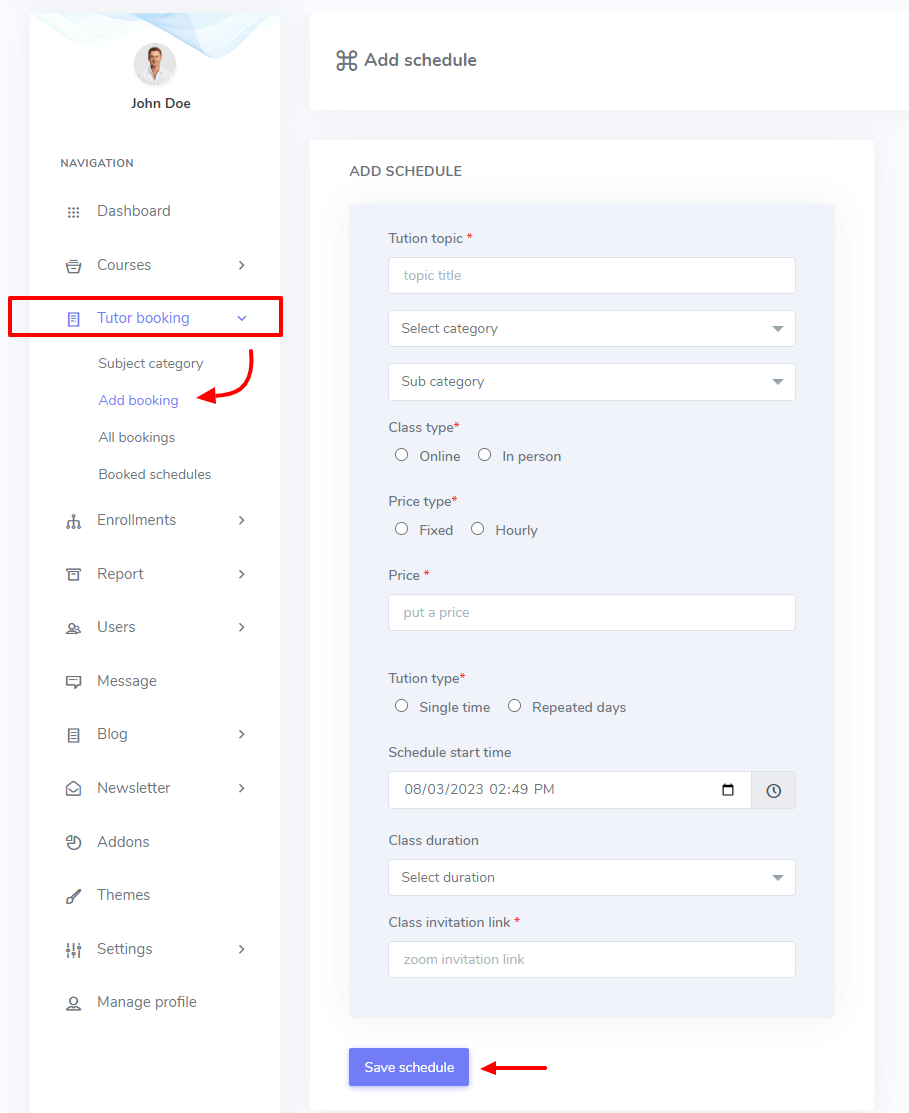 John Doe
NAVIGATION
Dashboard
Courses
Tutor booking
Subject category
Add booking
All bookings
Booked schedules
Enrollments
Report
Users
Message
Blog
Newsletter
Addons
Themes
Settings
Manage profile
Add schedule
ADD SCHEDULE
Tution topic *
topic title
Select category
Sub category
Class type*
Online In person
Price type*
Fixed Hourly
Price *
put a price
Tution type*
Single time Repeated days
Schedule start time
08/03/2023 02:49 PM
Class duration
Select duration
Class invitation link *
zoom invitation link
Save schedule